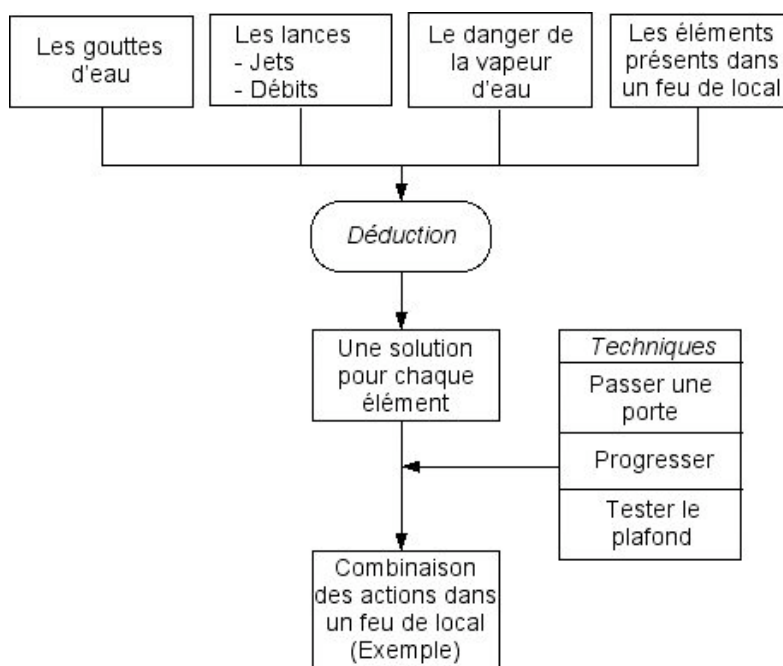 Les gouttes
d'eau
Les lances
- Jets
- Débits
Le danger de
la vapeur
d'eau
Les éléments
présents dans
un feu de local
Déduction
Une solution
pour chaque
élément
Techniques
Passer une
porte
Progresser
Tester le
plafond
Combinaison
des actions dans
un feu de local
(Exemple)